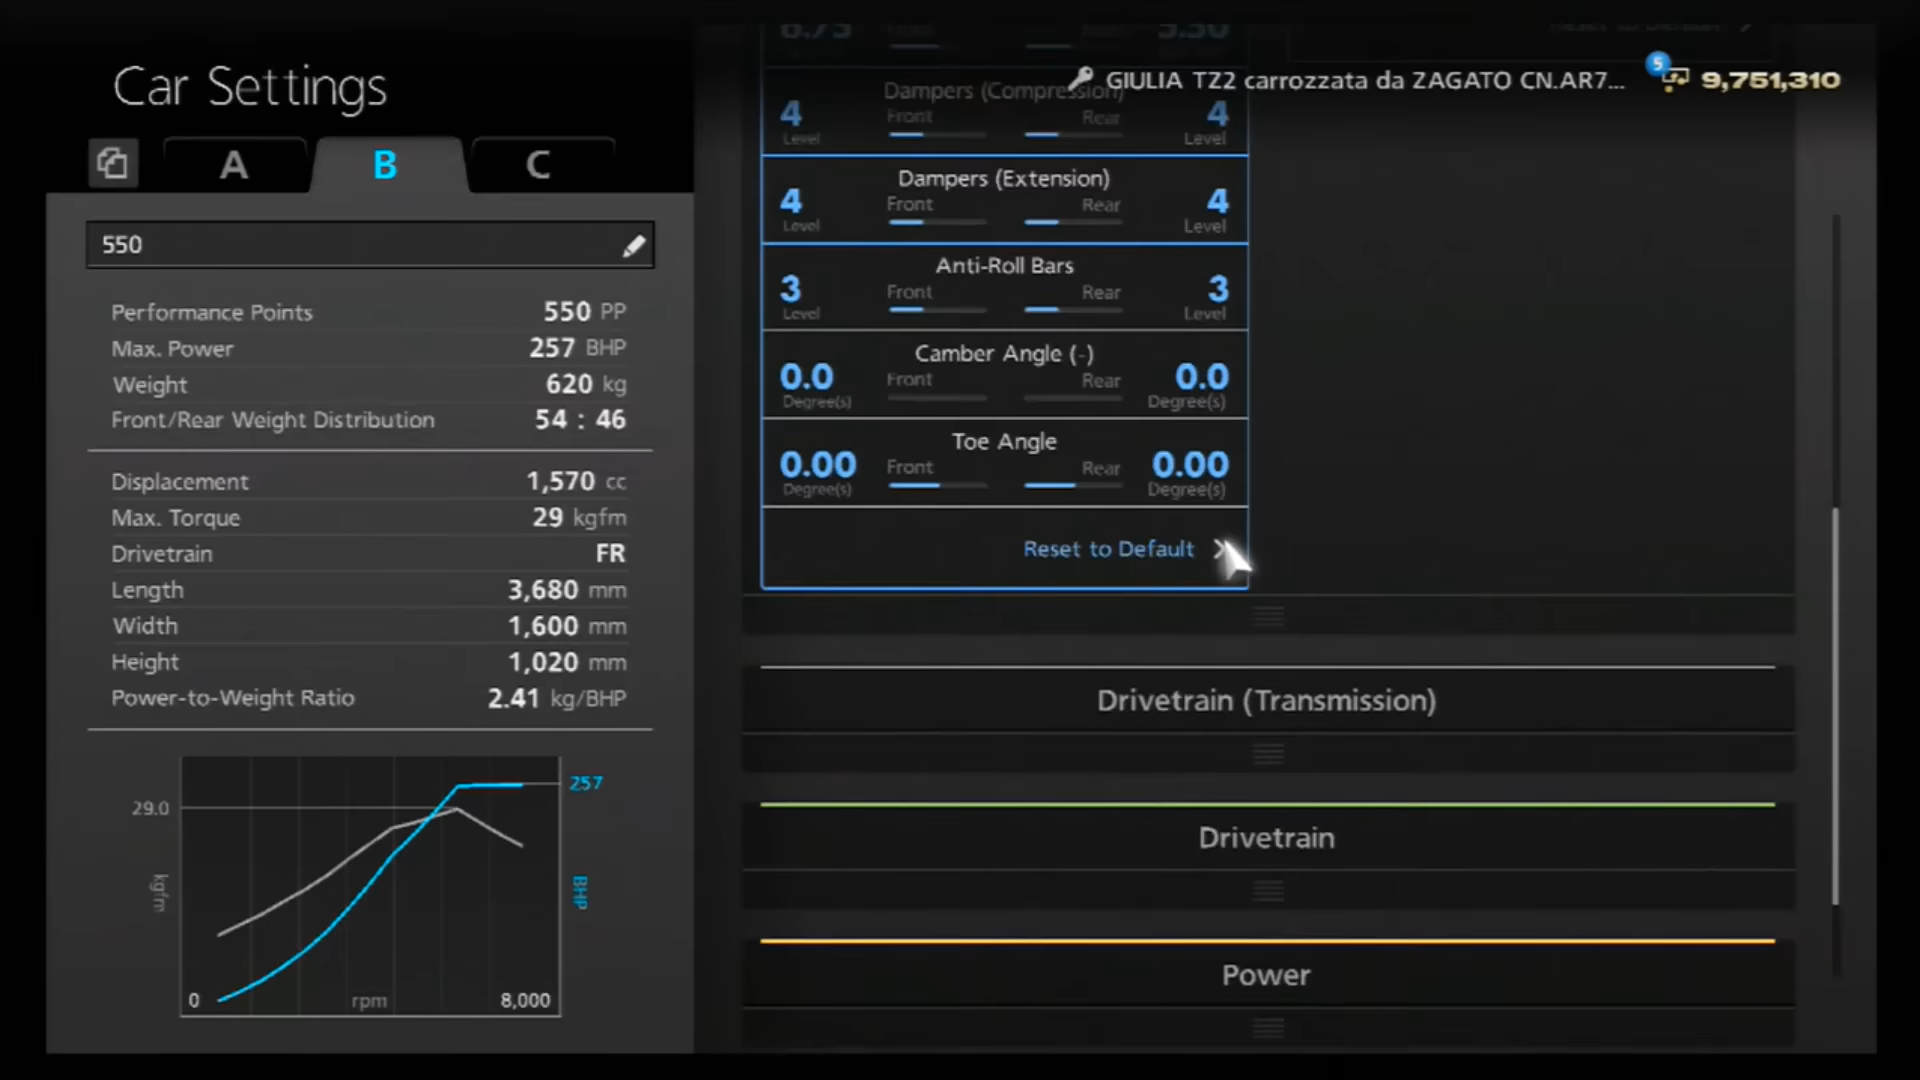 Car Settings
GIULIA TZ2 carrozzata da ZAGATO CN.AR7...
5
9,751,310
A
B
C
550
Performance Points 550 PP
Max. Power 257 BHP
Weight 620 kg
Front/Rear Weight Distribution 54 : 46
Displacement 1,570 cc
Max. Torque 29 kgfm
Drivetrain FR
Length 3,680 mm
Width 1,600 mm
Height 1,020 mm
Power-to-Weight Ratio 2.41 kg/BHP
257
29.0
kgfm
BHP
0 rpm 8,000
Dampers (Compression)
4 Front Rear 4
Level Level
Dampers (Extension)
4 Front Rear 4
Level Level
Anti-Roll Bars
3 Front Rear 3
Level Level
Camber Angle (-)
0.0 Front Rear 0.0
Degree(s) Degree(s)
Toe Angle
0.00 Front Rear 0.00
Degree(s) Degree(s)
Reset to Default
Drivetrain (Transmission)
Drivetrain
Power